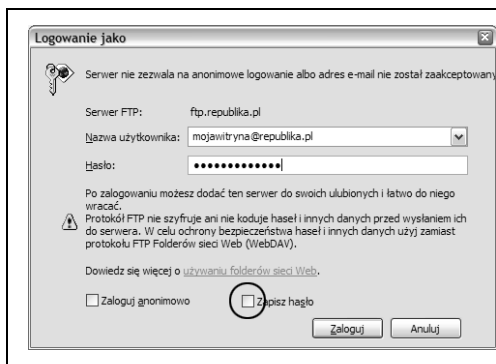 Logowanie jako
Serwer nie zezwala na anonimowe logowanie albo adres e-mail nie został zaakceptowany
Serwer FTP: ftp.republika.pl
Nazwa użytkownika: mojawitryna@republika.pl
Hasło: •••••••••••••
Po zalogowaniu możesz dodać ten serwer do swoich ulubionych i łatwo do niego
wracać.
Protokół FTP nie szyfruje ani nie koduje haseł i innych danych przed wysłaniem ich
do serwera. W celu ochrony bezpieczeństwa haseł i innych danych użyj zamiast
protokołu FTP Folderów sieci Web (WebDAV).
Dowiedz się więcej o używaniu folderów sieci Web.
Zaloguj anonimowo Zapisz hasło
Zaloguj Anuluj